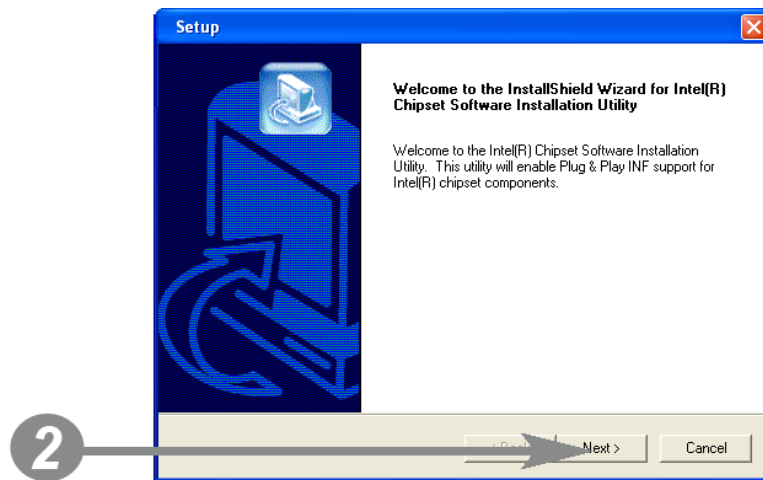 Setup
Welcome to the InstallShield Wizard for Intel(R)
Chipset Software Installation Utility
Welcome to the Intel(R) Chipset Software Installation
Utility. This utility will enable Plug & Play INF support for
Intel(R) chipset components.
2
Next >
Cancel